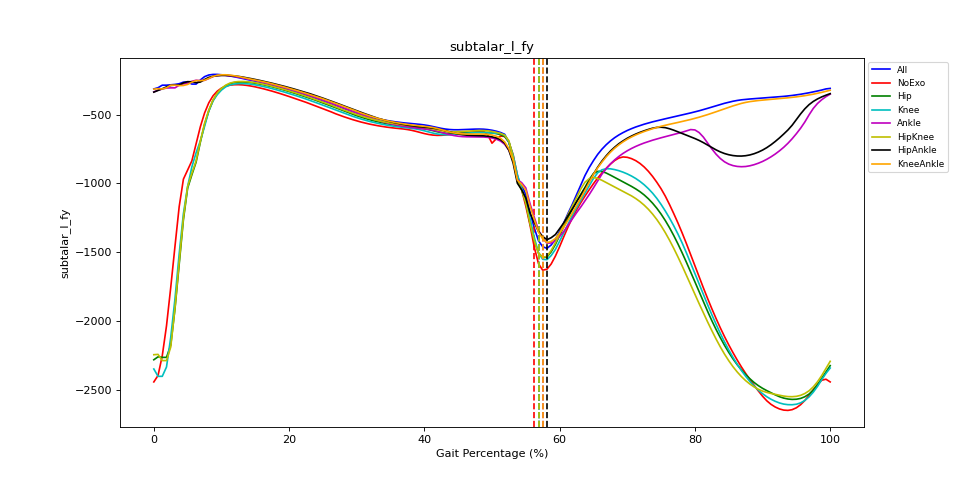 subtalar_l_fy
All
NoExo
Hip
Knee
Ankle
HipKnee
HipAnkle
KneeAnkle
−500
−1000
−1500
−2000
−2500
subtalar_l_fy
0 20 40 60 80 100
Gait Percentage (%)